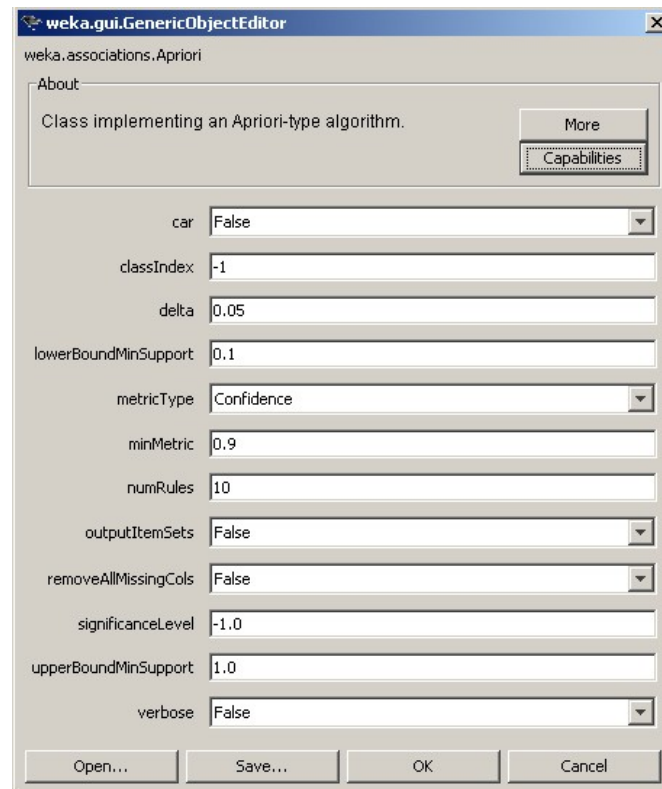 weka.gui.GenericObjectEditor
weka.associations.Apriori
About
Class implementing an Apriori-type algorithm.
More
Capabilities
car False
classIndex -1
delta 0.05
lowerBoundMinSupport 0.1
metricType Confidence
minMetric 0.9
numRules 10
outputItemSets False
removeAllMissingCols False
significanceLevel -1.0
upperBoundMinSupport 1.0
verbose False
Open... Save... OK Cancel